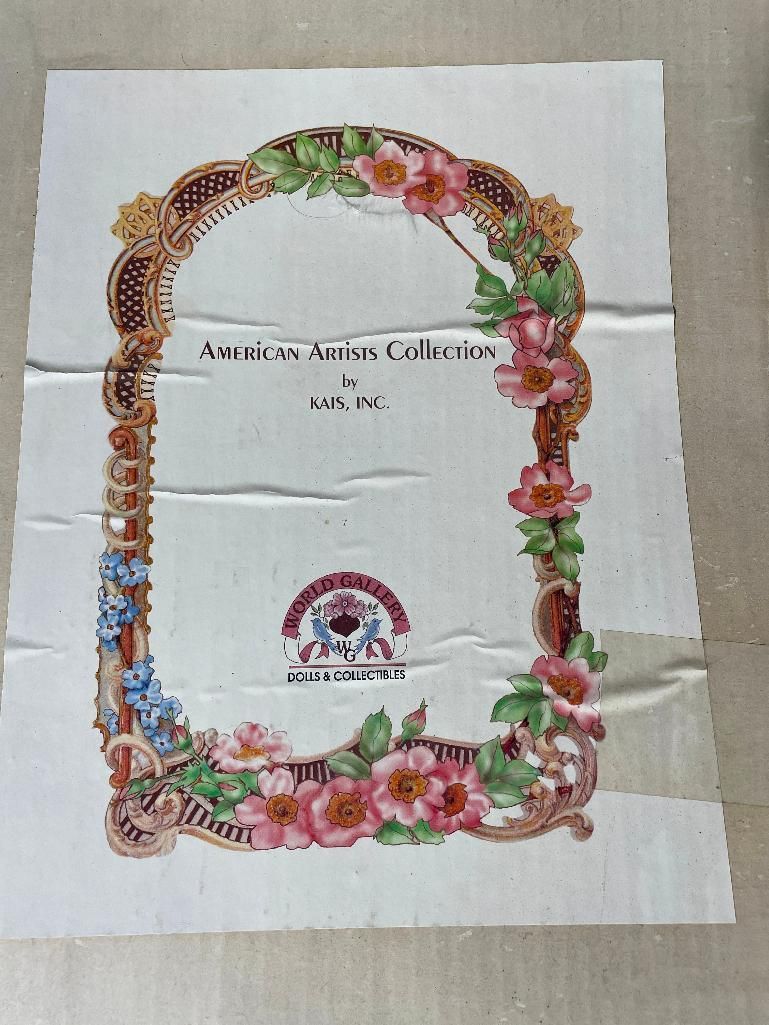 American Artists Collection
by
KAIS, INC.
WORLD GALLERY
WG
DOLLS & COLLECTIBLES